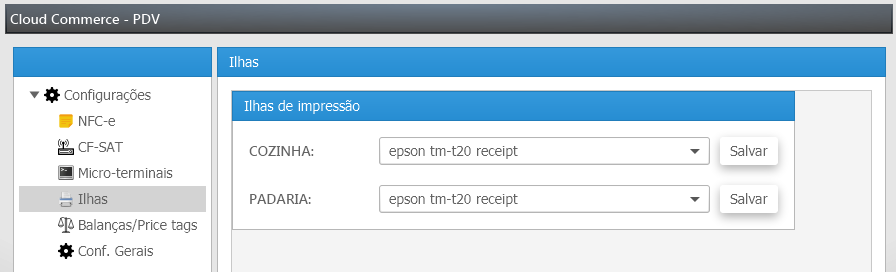 Cloud Commerce - PDV
Ilhas
Configurações
NFC-e
CF-SAT
Micro-terminais
Ilhas
Balanças/Price tags
Conf. Gerais
Ilhas de impressão
COZINHA: epson tm-t20 receipt Salvar
PADARIA: epson tm-t20 receipt Salvar